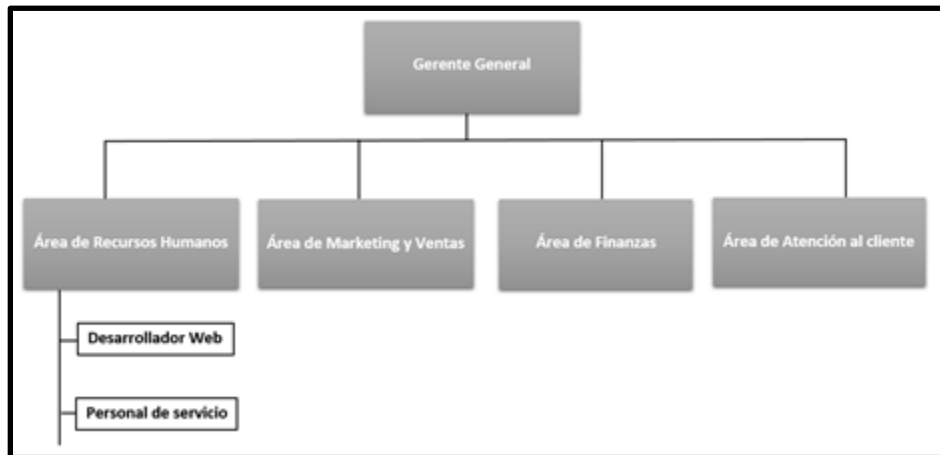 Gerente General
Área de Recursos Humanos
Área de Marketing y Ventas
Área de Finanzas
Área de Atención al cliente
Desarrollador Web
Personal de servicio